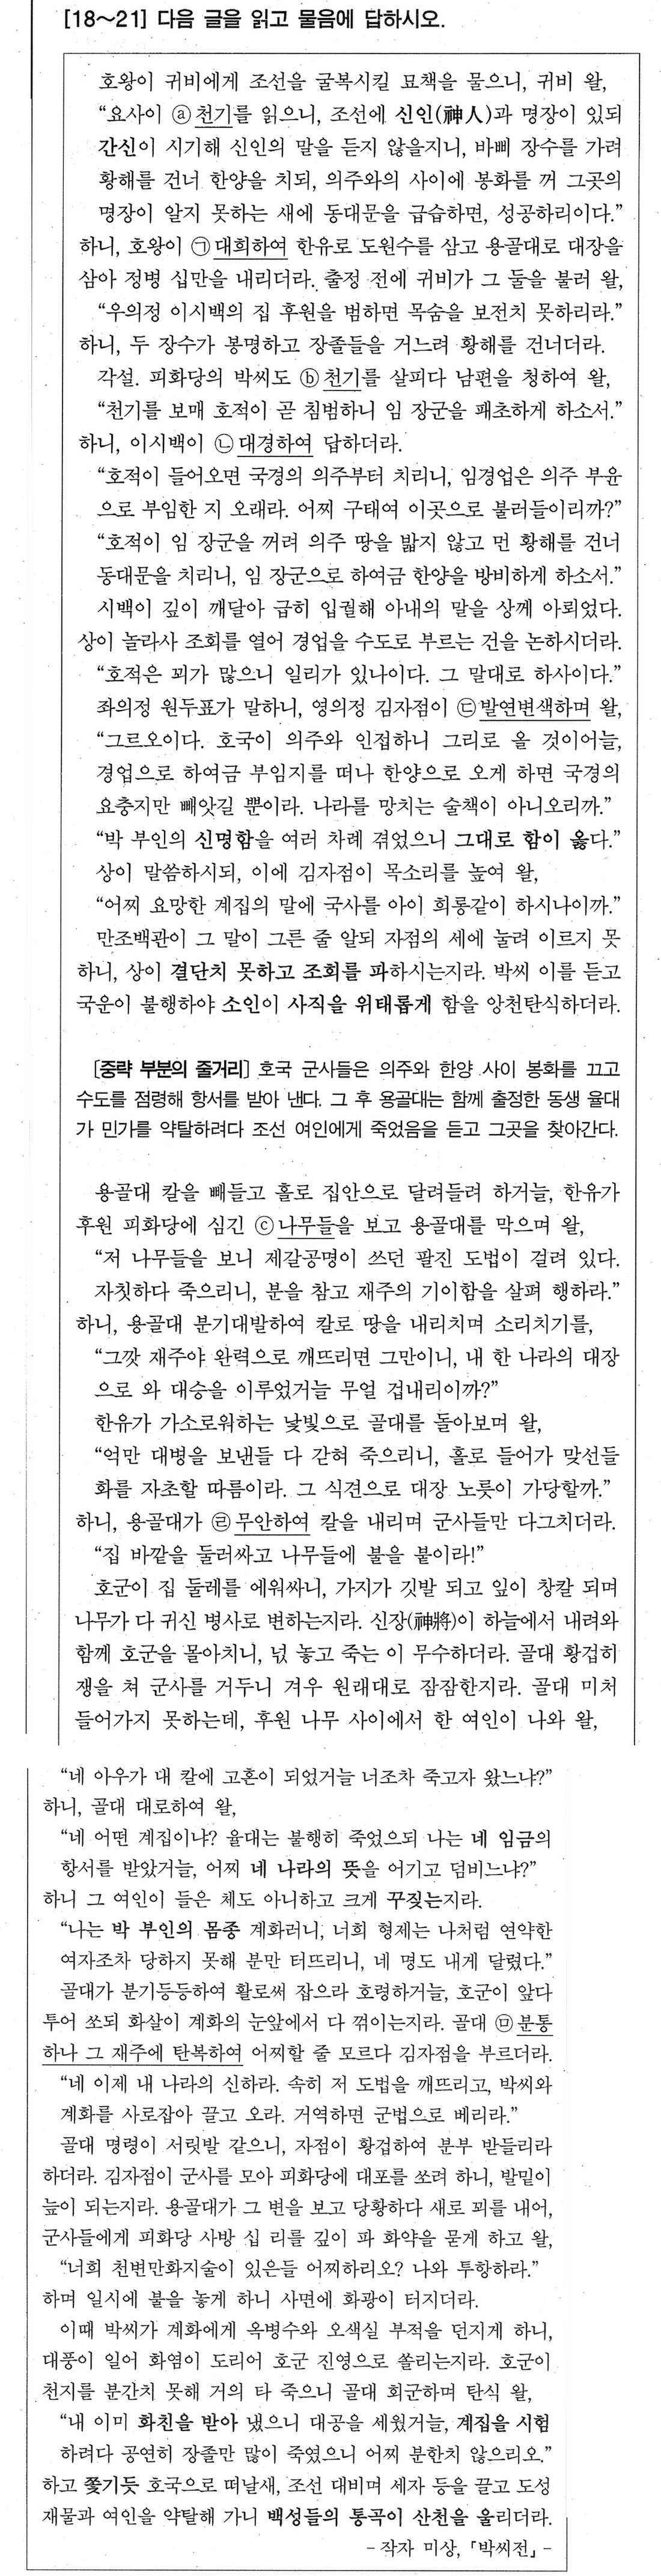 [18～21] 다음 글을 읽고 물음에 답하시오.
호왕이 귀비에게 조선을 굴복시킬 묘책을 물으니, 귀비 왈,
“요사이 ⓐ천기를 읽으니, 조선에 신인(神人)과 명장이 있되
간신이 시기해 신인의 말을 듣지 않을지니, 바삐 장수를 가려
황해를 건너 한양을 치되, 의주와의 사이에 봉화를 꺼 그곳의
명장이 알지 못하는 새에 동대문을 급습하면, 성공하리이다.”
하니, 호왕이 ㉠대희하여 한유로 도원수를 삼고 용골대로 대장을
삼아 정병 십만을 내리더라. 출정 전에 귀비가 그 둘을 불러 왈,
“우의정 이시백의 집 후원을 범하면 목숨을 보전치 못하리라.”
하니, 두 장수가 봉명하고 장졸들을 거느려 황해를 건너더라.
각설. 피화당의 박씨도 ⓑ천기를 살피다 남편을 청하여 왈,
“천기를 보매 호적이 곧 침범하니 임 장군을 패초하게 하소서.”
하니, 이시백이 ㉡대경하여 답하더라.
“호적이 들어오면 국경의 의주부터 치리니, 임경업은 의주 부윤
으로 부임한 지 오래라. 어찌 구태여 이곳으로 불러들이리까?”
“호적이 임 장군을 꺼려 의주 땅을 밟지 않고 먼 황해를 건너
동대문을 치리니, 임 장군으로 하여금 한양을 방비하게 하소서.”
시백이 깊이 깨달아 급히 입궐해 아내의 말을 상께 아뢰었다.
상이 놀라사 조회를 열어 경업을 수도로 부르는 건을 논하시더라.
“호적은 꾀가 많으니 일리가 있나이다. 그 말대로 하사이다.”
좌의정 원두표가 말하니, 영의정 김자점이 ㉢발연변색하며 왈,
“그르오이다. 호국이 의주와 인접하니 그리로 올 것이어늘,
경업으로 하여금 부임지를 떠나 한양으로 오게 하면 국경의
요충지만 빼앗길 뿐이라. 나라를 망치는 술책이 아니오리까.”
“박 부인의 신명함을 여러 차례 겪었으니 그대로 함이 옳다.”
상이 말씀하시되, 이에 김자점이 목소리를 높여 왈,
“어찌 요망한 계집의 말에 국사를 아이 희롱같이 하시나이까.”
만조백관이 그 말이 그른 줄 알되 자점의 세에 눌려 이르지 못
하니, 상이 결단치 못하고 조회를 파하시는지라. 박씨 이를 듣고
국운이 불행하야 소인이 사직을 위태롭게 함을 앙천탄식하더라.
[중략 부분의 줄거리] 호국 군사들은 의주와 한양 사이 봉화를 끄고
수도를 점령해 항서를 받아 낸다. 그 후 용골대는 함께 출정한 동생 율대
가 민가를 약탈하려다 조선 여인에게 죽었음을 듣고 그곳을 찾아간다.
용골대 칼을 빼들고 홀로 집안으로 달려들려 하거늘, 한유가
후원 피화당에 심긴 ⓒ나무들을 보고 용골대를 막으며 왈,
“저 나무들을 보니 제갈공명이 쓰던 팔진 도법이 걸려 있다.
자칫하다 죽으리니, 분을 참고 재주의 기이함을 살펴 행하라.”
하니, 용골대 분기대발하여 칼로 땅을 내리치며 소리치기를,
“그깟 재주야 완력으로 깨뜨리면 그만이니, 내 한 나라의 대장
으로 와 대승을 이루었거늘 무얼 겁내리이까?”
한유가 가소로워하는 낯빛으로 골대를 돌아보며 왈,
“억만 대병을 보낸들 다 갇혀 죽으리니, 홀로 들어가 맞선들
화를 자초할 따름이라. 그 식견으로 대장 노릇이 가당할까.”
하니, 용골대가 ㉣무안하여 칼을 내리며 군사들만 다그치더라.
“집 바깥을 둘러싸고 나무들에 불을 붙이라!”
호군이 집 둘레를 에워싸니, 가지가 깃발 되고 잎이 창칼 되며
나무가 다 귀신 병사로 변하는지라. 신장(神將)이 하늘에서 내려와
함께 호군을 몰아치니, 넋 놓고 죽는 이 무수하더라. 골대 황겁히
쟁을 쳐 군사를 거두니 겨우 원래대로 잠잠한지라. 골대 미처
들어가지 못하는데, 후원 나무 사이에서 한 여인이 나와 왈,
“네 아우가 내 칼에 고혼이 되었거늘 너조차 죽고자 왔느냐?”
하니, 골대 대로하여 왈,
“네 어떤 계집이냐? 율대는 불행히 죽었으되 나는 네 임금의
항서를 받았거늘, 어찌 네 나라의 뜻을 어기고 덤비느냐?”
하니 그 여인이 들은 체도 아니하고 크게 꾸짖는지라.
“나는 박 부인의 몸종 계화러니, 너희 형제는 나처럼 연약한
여자조차 당하지 못해 분만 터뜨리니, 네 명도 내게 달렸다.”
골대가 분기등등하여 활로써 잡으라 호령하거늘, 호군이 앞다
투어 쏘되 화살이 계화의 눈앞에서 다 꺾이는지라. 골대 ㉤분통
하나 그 재주에 탄복하여 어찌할 줄 모르다 김자점을 부르더라.
“네 이제 내 나라의 신하라. 속히 저 도법을 깨뜨리고, 박씨와
계화를 사로잡아 끌고 오라. 거역하면 군법으로 베리라.”
골대 명령이 서릿발 같으니, 자점이 황겁하여 분부 받들리라
하더라. 김자점이 군사를 모아 피화당에 대포를 쏘려 하니, 발밑이
늪이 되는지라. 용골대가 그 변을 보고 당황하다 새로 꾀를 내어,
군사들에게 피화당 사방 십 리를 깊이 파 화약을 묻게 하고 왈,
“너희 천변만화지술이 있은들 어찌하리오? 나와 투항하라.”
하며 일시에 불을 놓게 하니 사면에 화광이 터지더라.
이때 박씨가 계화에게 옥병수와 오색실 부적을 던지게 하니,
대풍이 일어 화염이 도리어 호군 진영으로 쏠리는지라. 호군이
천지를 분간치 못해 거의 타 죽으니 골대 회군하며 탄식 왈,
“내 이미 화친을 받아 냈으니 대공을 세웠거늘, 계집을 시험
하려다 공연히 장졸만 많이 죽였으니 어찌 분한치 않으리오.”
하고 쫓기듯 호국으로 떠날새, 조선 대비며 세자 등을 끌고 도성
재물과 여인을 약탈해 가니 백성들의 통곡이 산천을 울리더라.
- 작자 미상, 「박씨전」 -